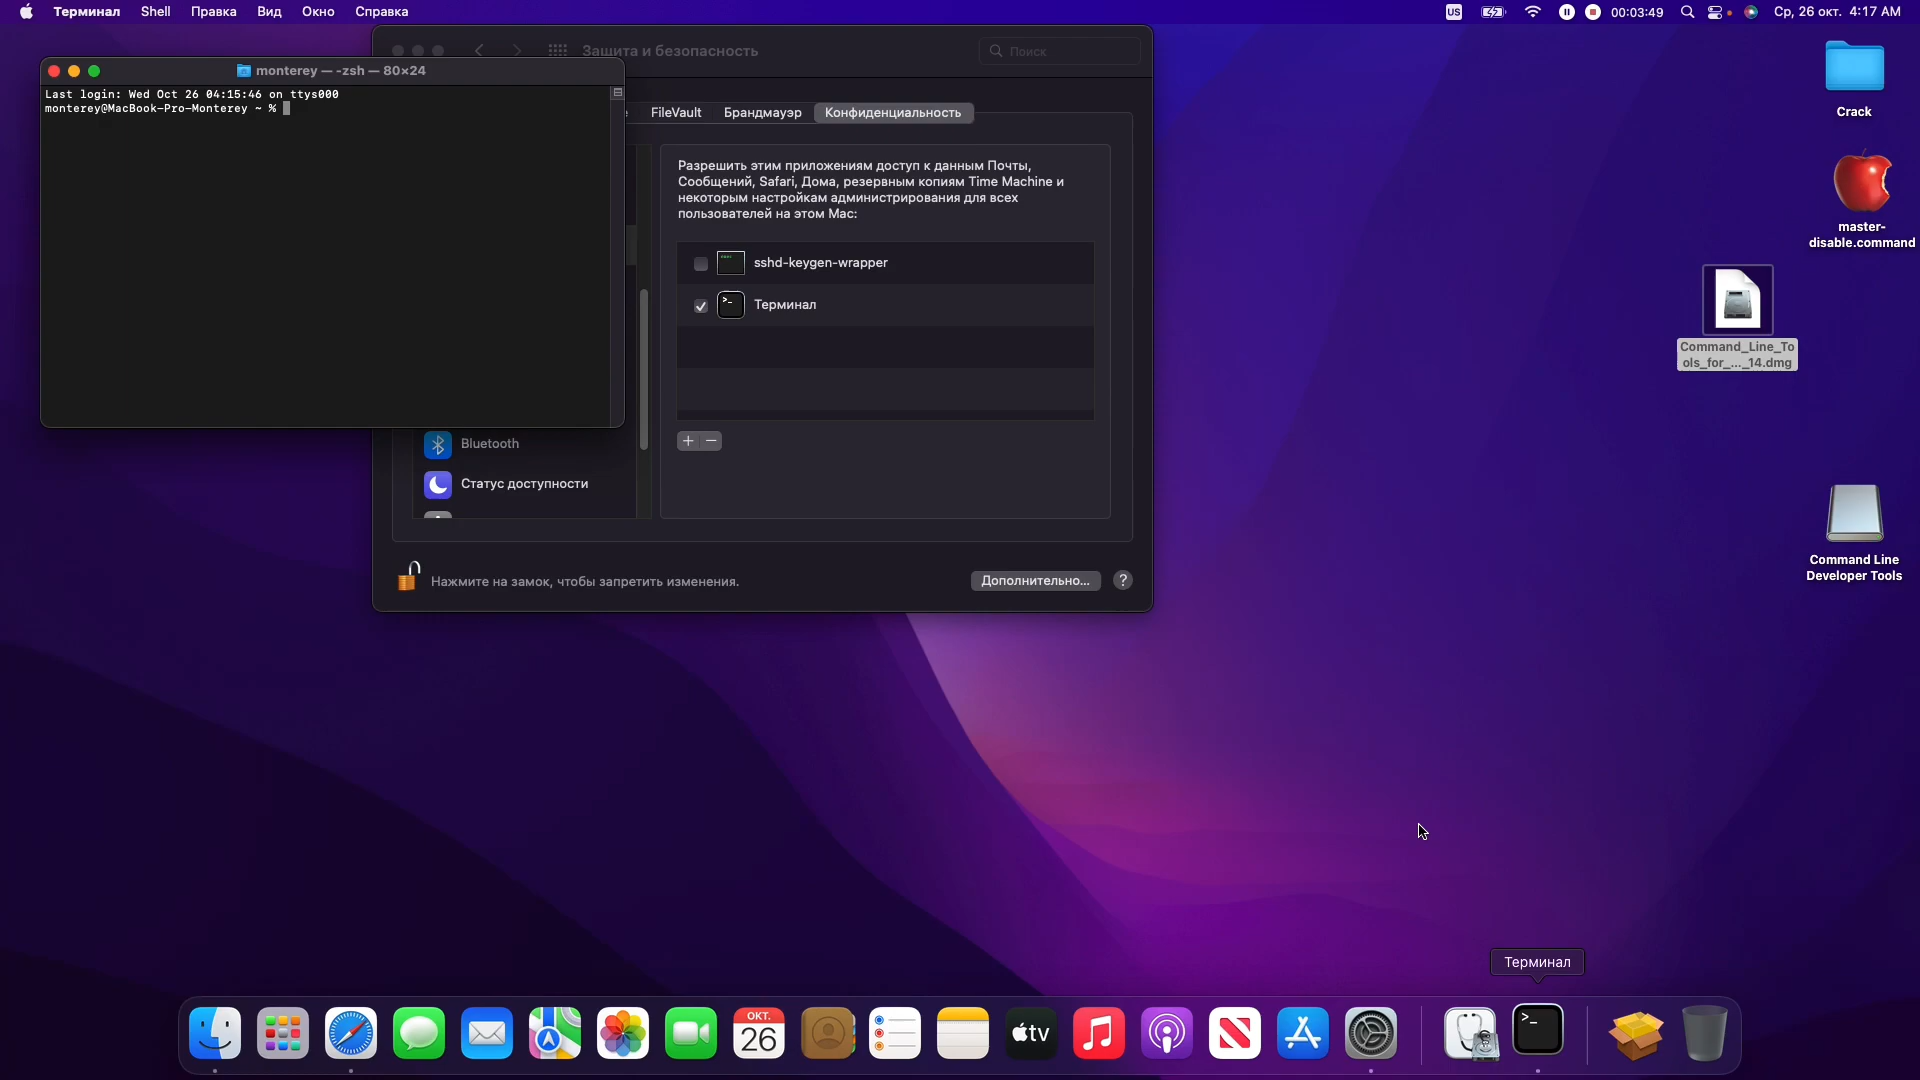 Терминал Shell Правка Вид Окно Справка
US 00:03:49 Ср, 26 окт. 4:17 AM
Защита и безопасность
Поиск
monterey — -zsh — 80×24
Last login: Wed Oct 26 04:15:46 on ttys000
monterey@MacBook-Pro-Monterey ~ %
FileVault Брандмауэр Конфиденциальность
Разрешить этим приложениям доступ к данным Почты,
Сообщений, Safari, Дома, резервным копиям Time Machine и
некоторым настройкам администрирования для всех
пользователей на этом Mac:
sshd-keygen-wrapper
Терминал
+ −
Bluetooth
Статус доступности
Нажмите на замок, чтобы запретить изменения.
Дополнительно...
?
Crack
master-
disable.command
Command_Line_To
ols_for_..._14.dmg
Command Line
Developer Tools
Терминал
ОКТ.
26
tv